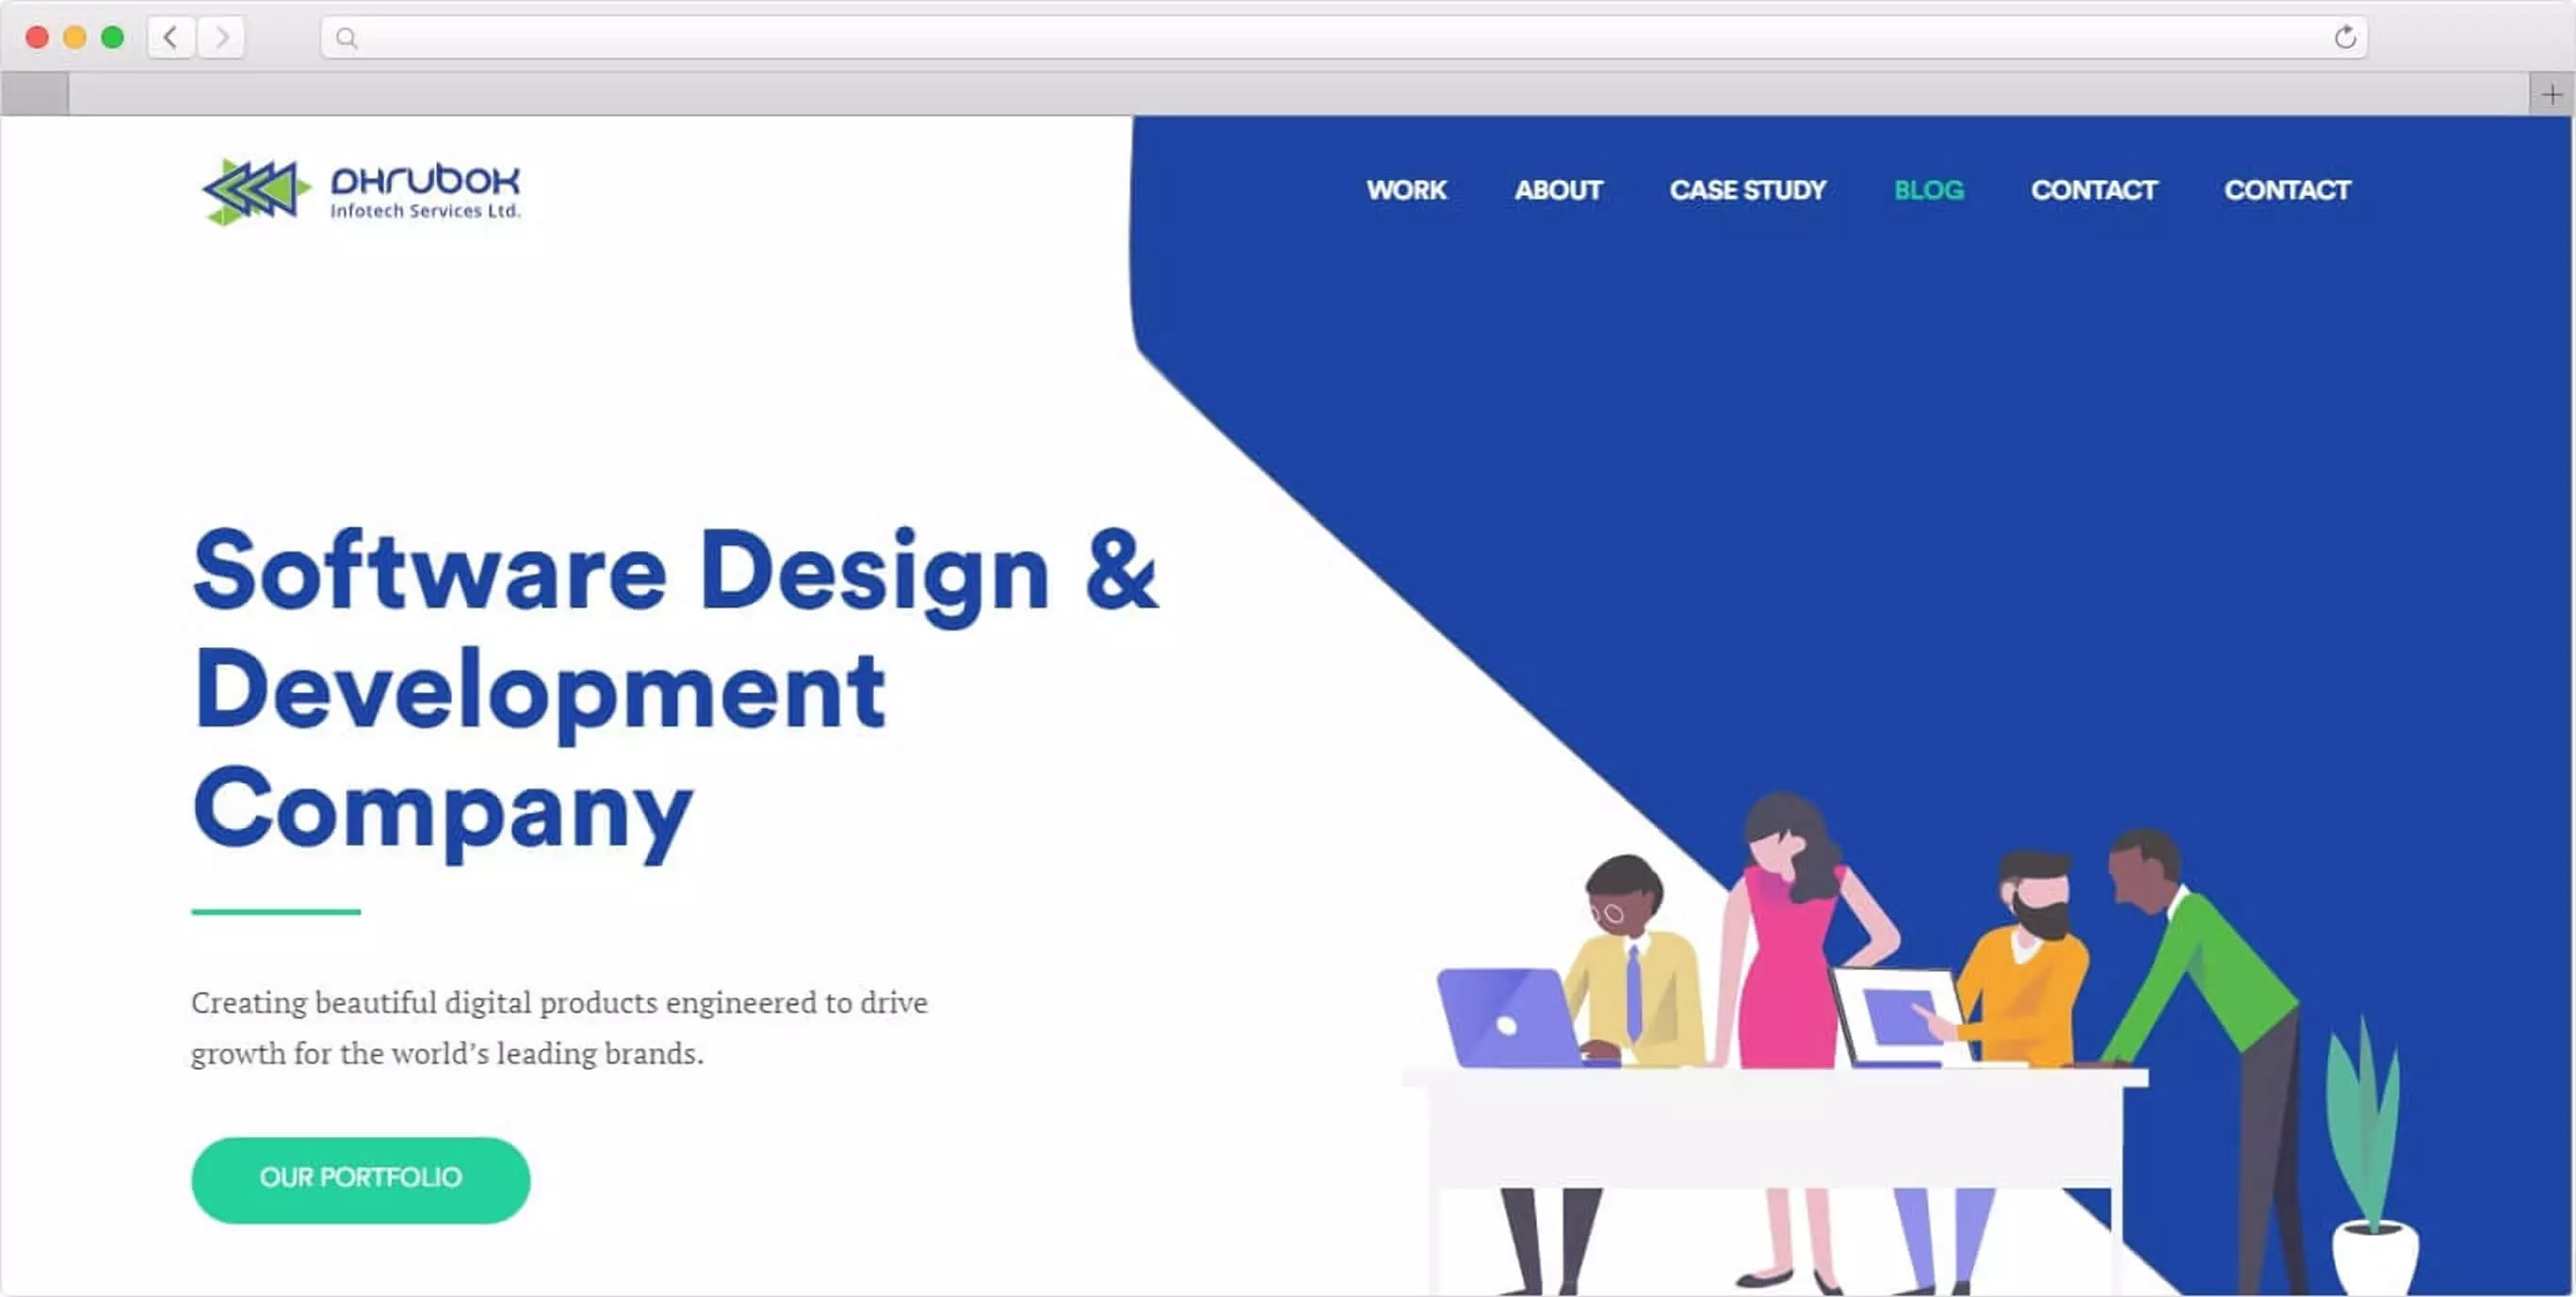 DHrUBOK
Infotech Services Ltd.
WORK ABOUT CASE STUDY BLOG CONTACT CONTACT
Software Design &
Development
Company
Creating beautiful digital products engineered to drive
growth for the world’s leading brands.
OUR PORTFOLIO